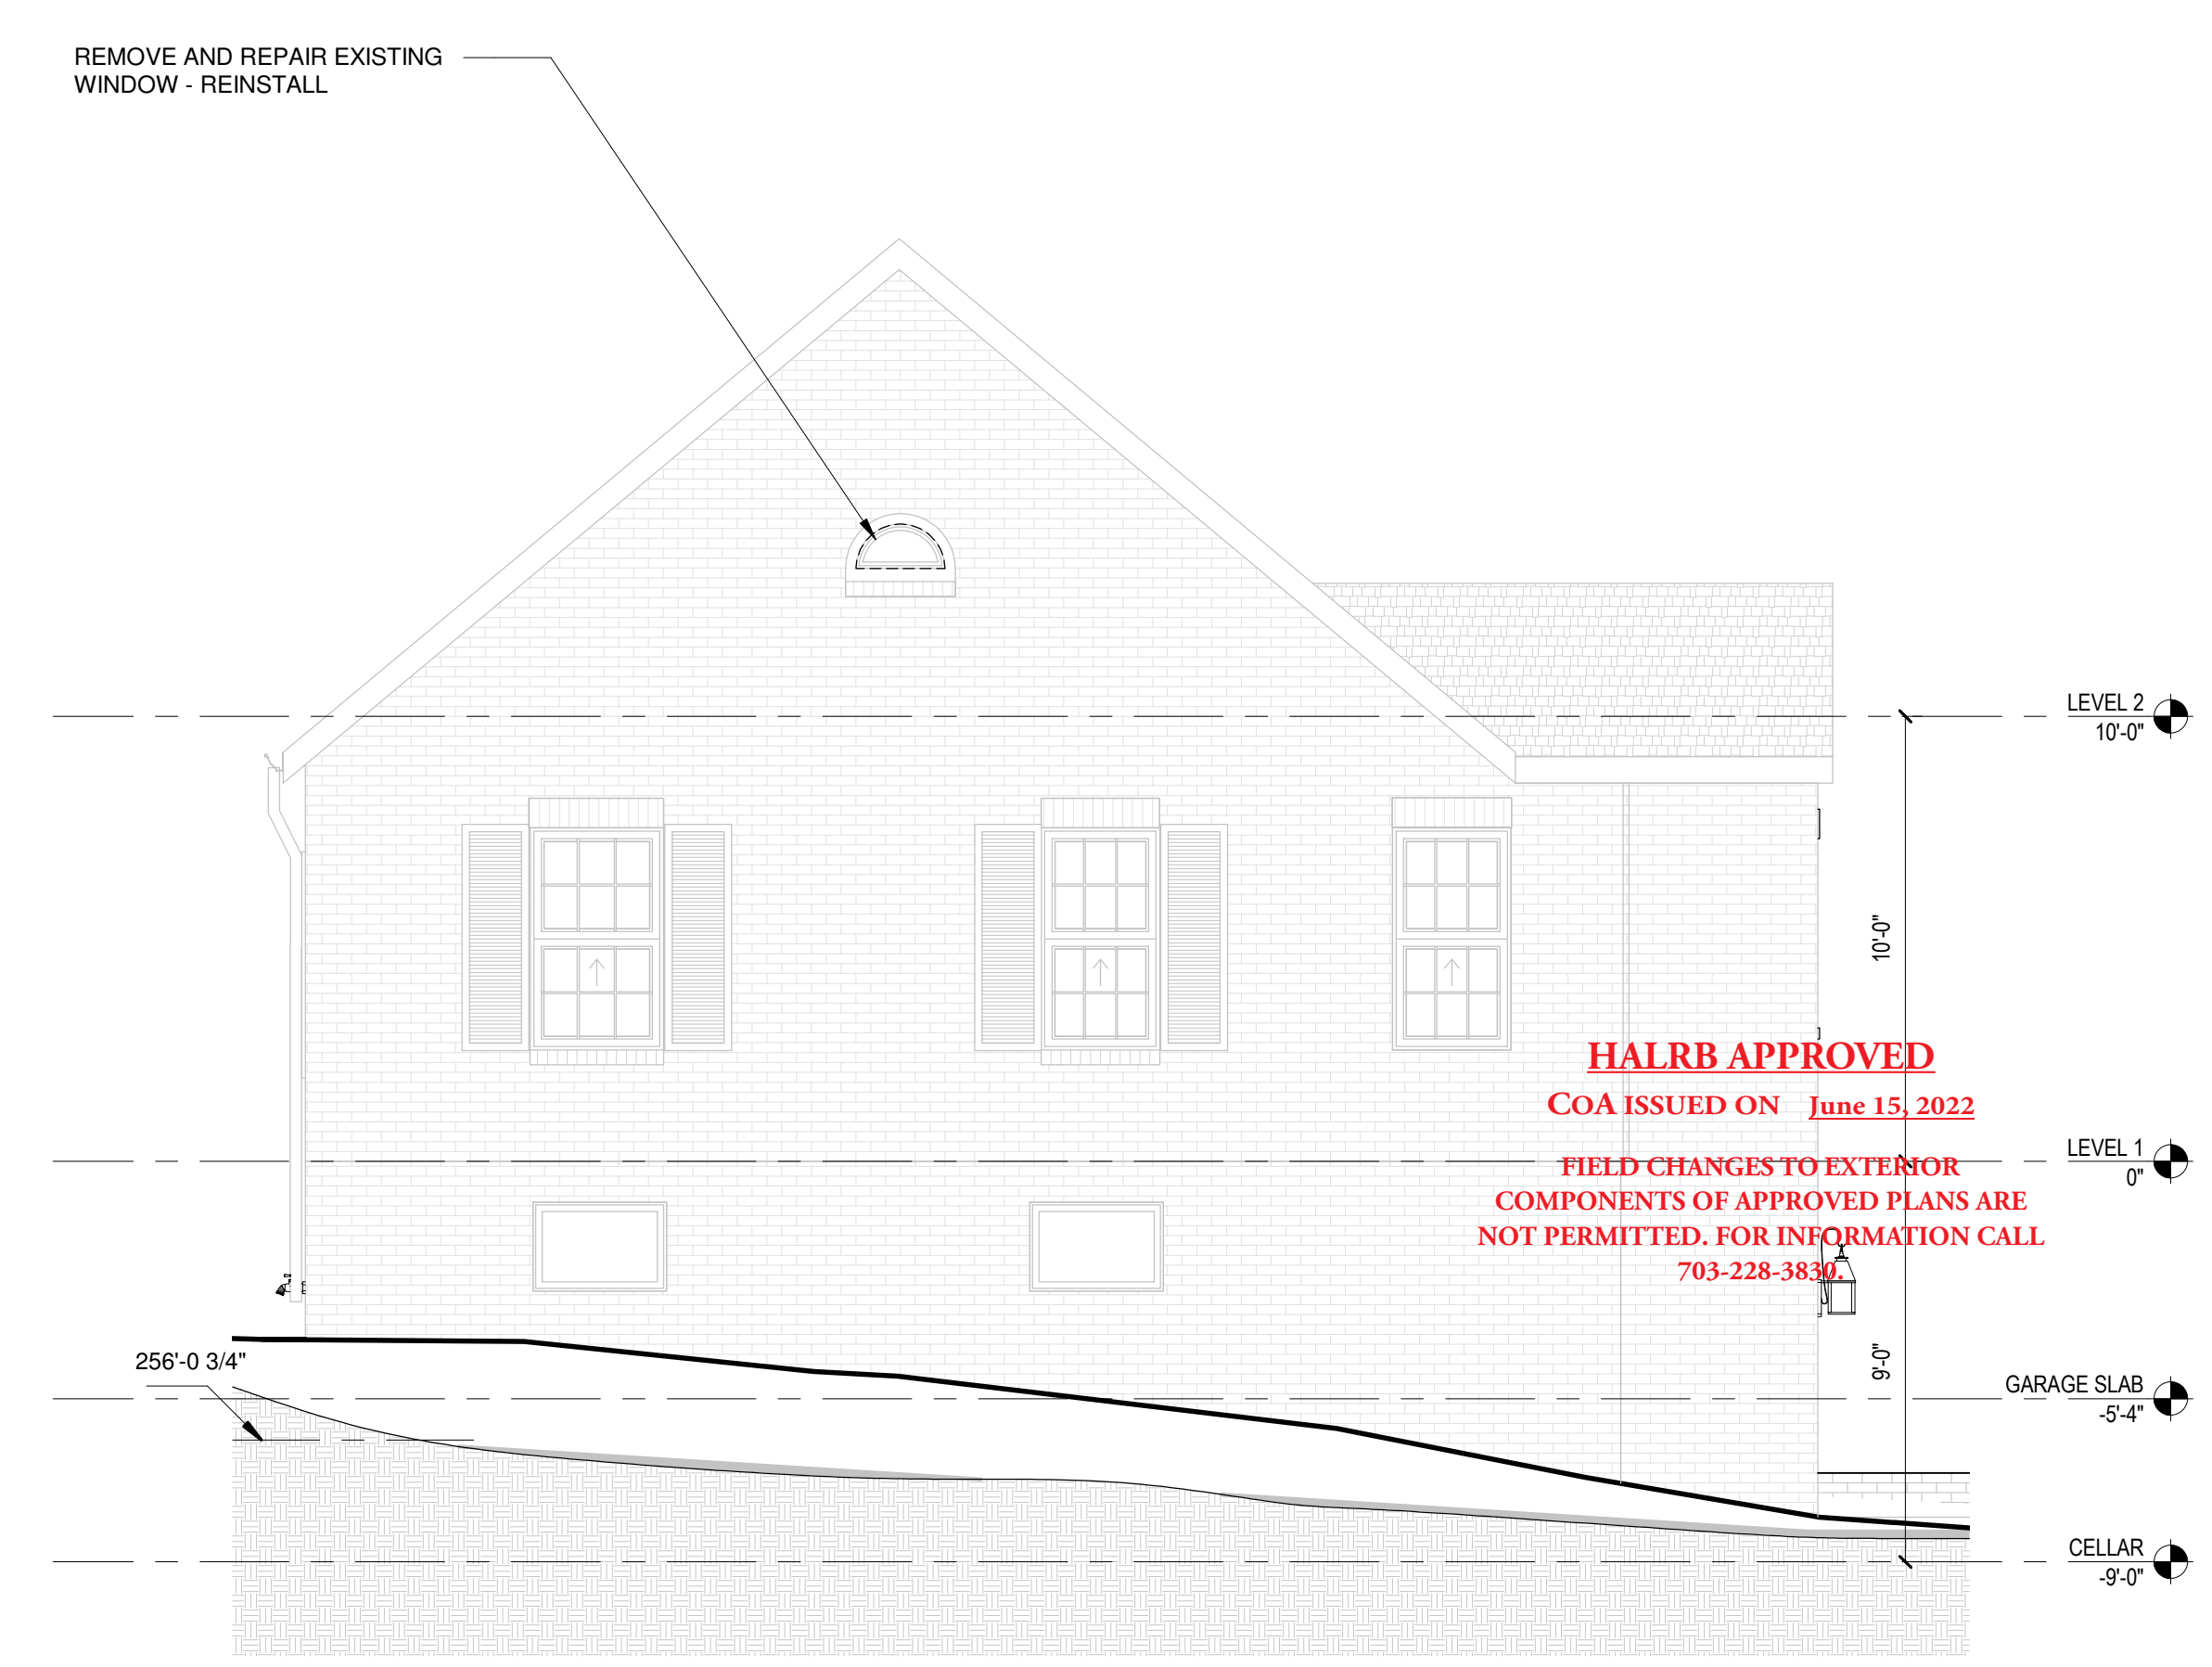 REMOVE AND REPAIR EXISTING
WINDOW - REINSTALL
LEVEL 2
10'-0"
10'-0"
HALRB APPROVED
COA ISSUED ON June 15, 2022
LEVEL 1
0"
FIELD CHANGES TO EXTERIOR
COMPONENTS OF APPROVED PLANS ARE
NOT PERMITTED. FOR INFORMATION CALL
703-228-3830.
256'-0 3/4"
9'-0"
GARAGE SLAB
-5'-4"
CELLAR
-9'-0"